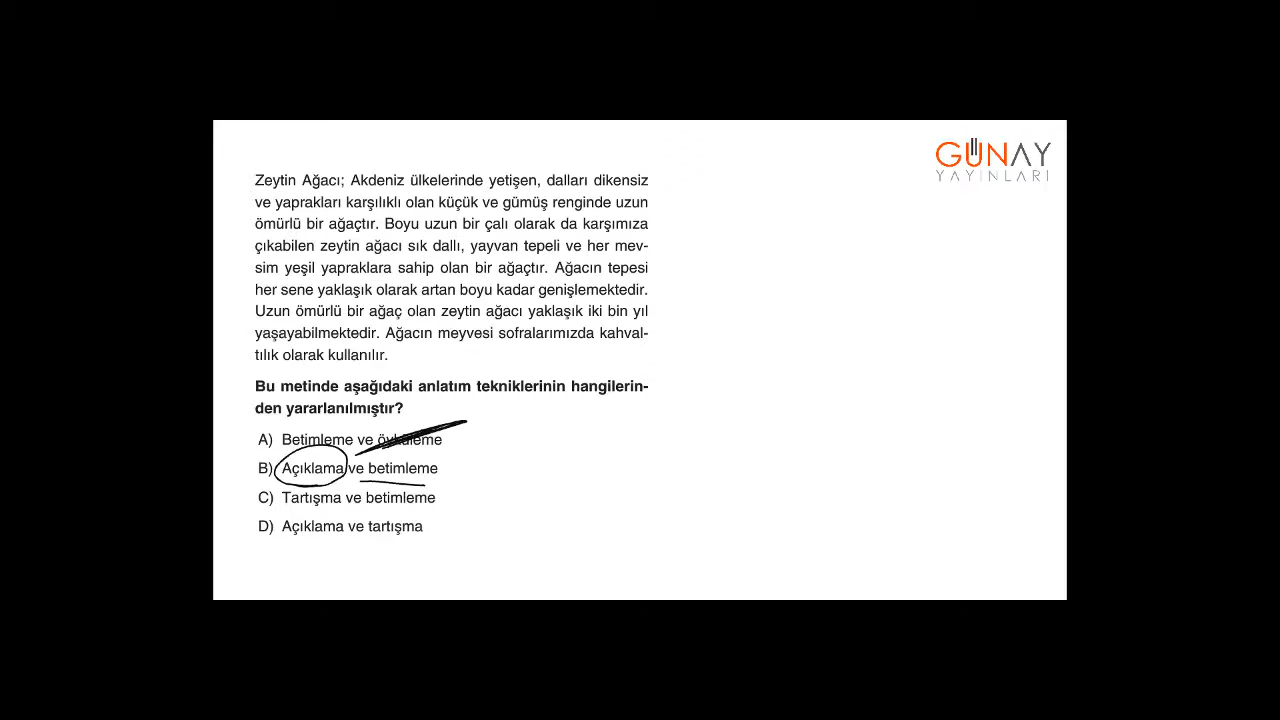 GÜNAY
YAYINLARI
Zeytin Ağacı; Akdeniz ülkelerinde yetişen, dalları dikensiz
ve yaprakları karşılıklı olan küçük ve gümüş renginde uzun
ömürlü bir ağaçtır. Boyu uzun bir çalı olarak da karşımıza
çıkabilen zeytin ağacı sık dallı, yayvan tepeli ve her mev-
sim yeşil yapraklara sahip olan bir ağaçtır. Ağacın tepesi
her sene yaklaşık olarak artan boyu kadar genişlemektedir.
Uzun ömürlü bir ağaç olan zeytin ağacı yaklaşık iki bin yıl
yaşayabilmektedir. Ağacın meyvesi sofralarımızda kahval-
tılık olarak kullanılır.
Bu metinde aşağıdaki anlatım tekniklerinin hangilerin-
den yararlanılmıştır?
A) Betimleme ve öyküleme
B) Açıklama ve betimleme
C) Tartışma ve betimleme
D) Açıklama ve tartışma